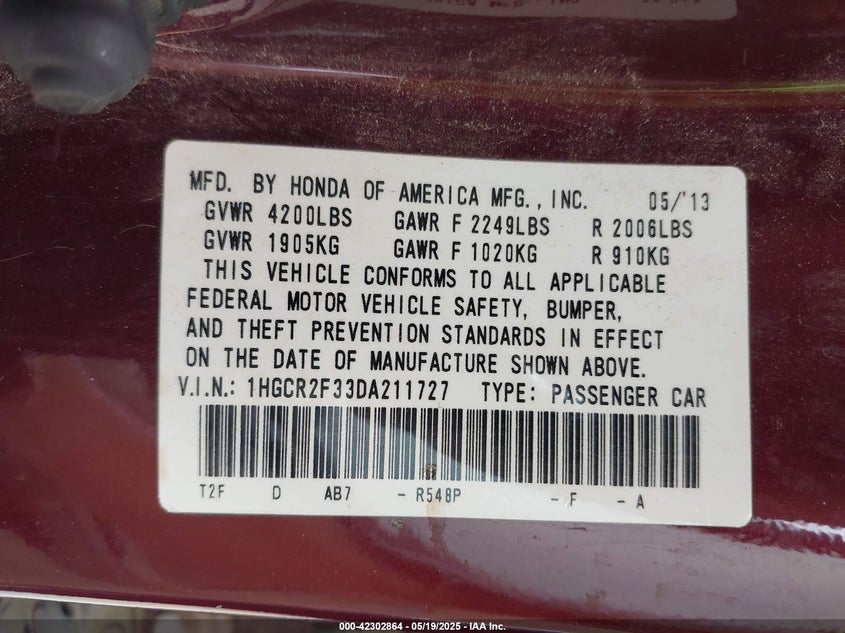 MFD. BY HONDA OF AMERICA MFG., INC. 05/'13
GVWR 4200LBS GAWR F 2249LBS R 2006LBS
GVWR 1905KG GAWR F 1020KG R 910KG
THIS VEHICLE CONFORMS TO ALL APPLICABLE
FEDERAL MOTOR VEHICLE SAFETY, BUMPER,
AND THEFT PREVENTION STANDARDS IN EFFECT
ON THE DATE OF MANUFACTURE SHOWN ABOVE.
V.I.N.: 1HGCR2F33DA211727 TYPE: PASSENGER CAR
T2F D AB7 - R548P - F - A
000-42302864 - 05/19/2025 - IAA Inc.